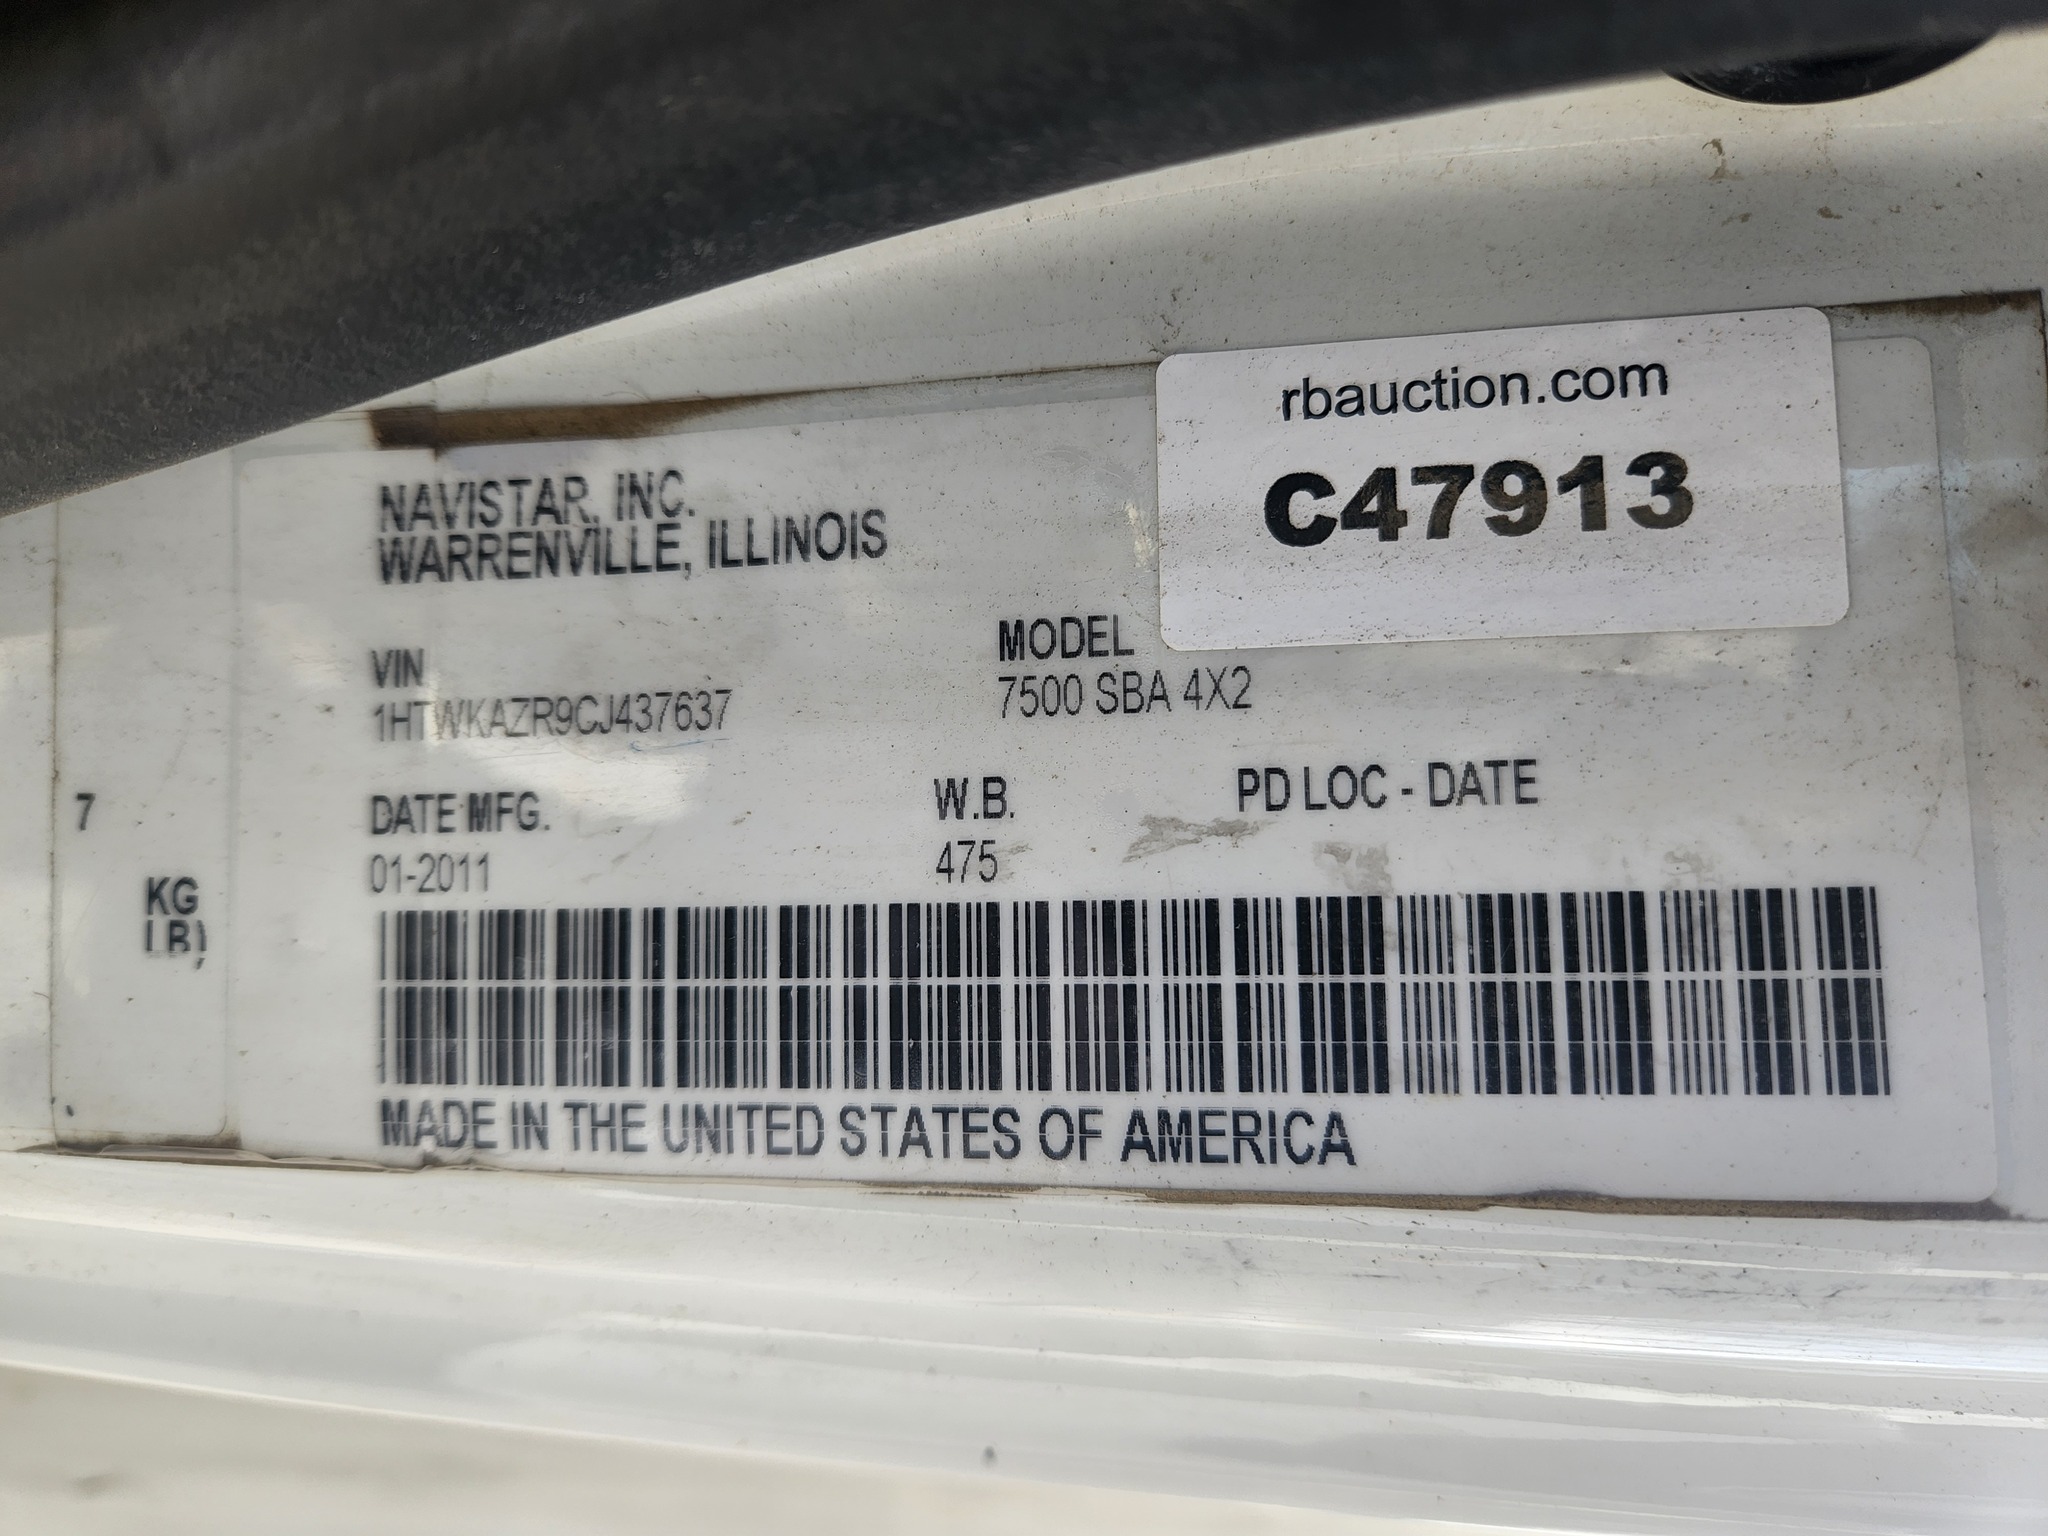 rbauction.com
C47913
NAVISTAR, INC.
WARRENVILLE, ILLINOIS
MODEL
7500 SBA 4X2
VIN
1HTWKAZR9CJ437637
DATE MFG.
01-2011
W.B.
475
PD LOC - DATE
7
KG
LB),
MADE IN THE UNITED STATES OF AMERICA